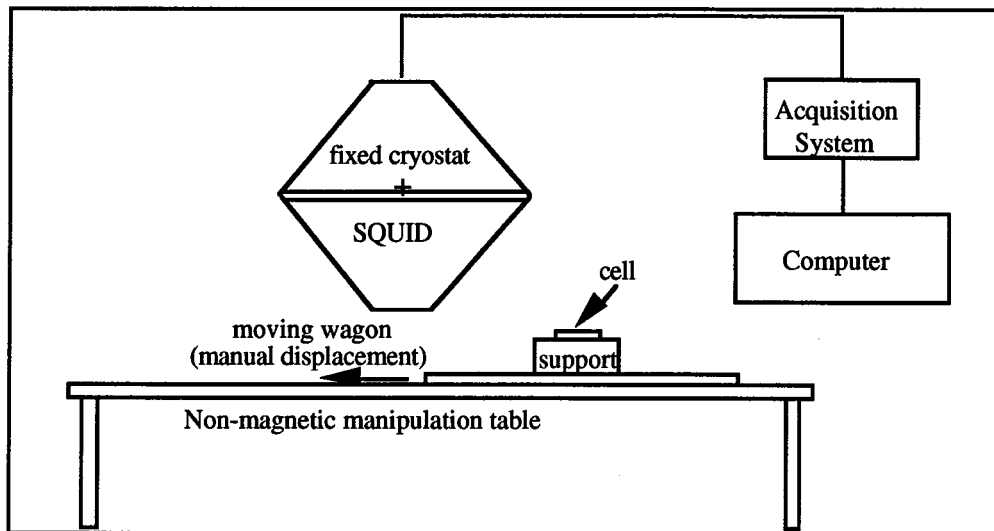 fixed cryostat
SQUID
Acquisition
System
Computer
cell
moving wagon
(manual displacement)
support
Non-magnetic manipulation table